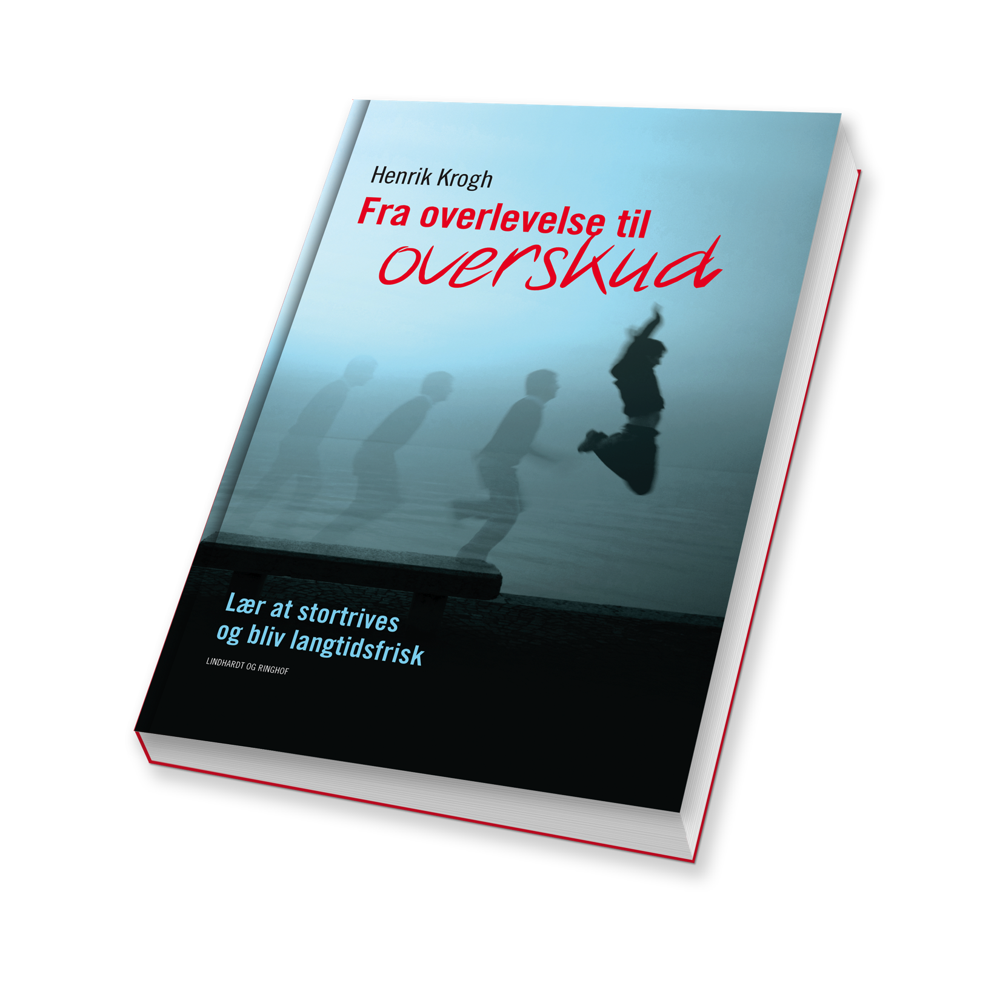 Henrik Krogh
Fra overlevelse til
overskud
Lær at stortrives
og bliv langtidsfrisk
LINDHARDT OG RINGHOF